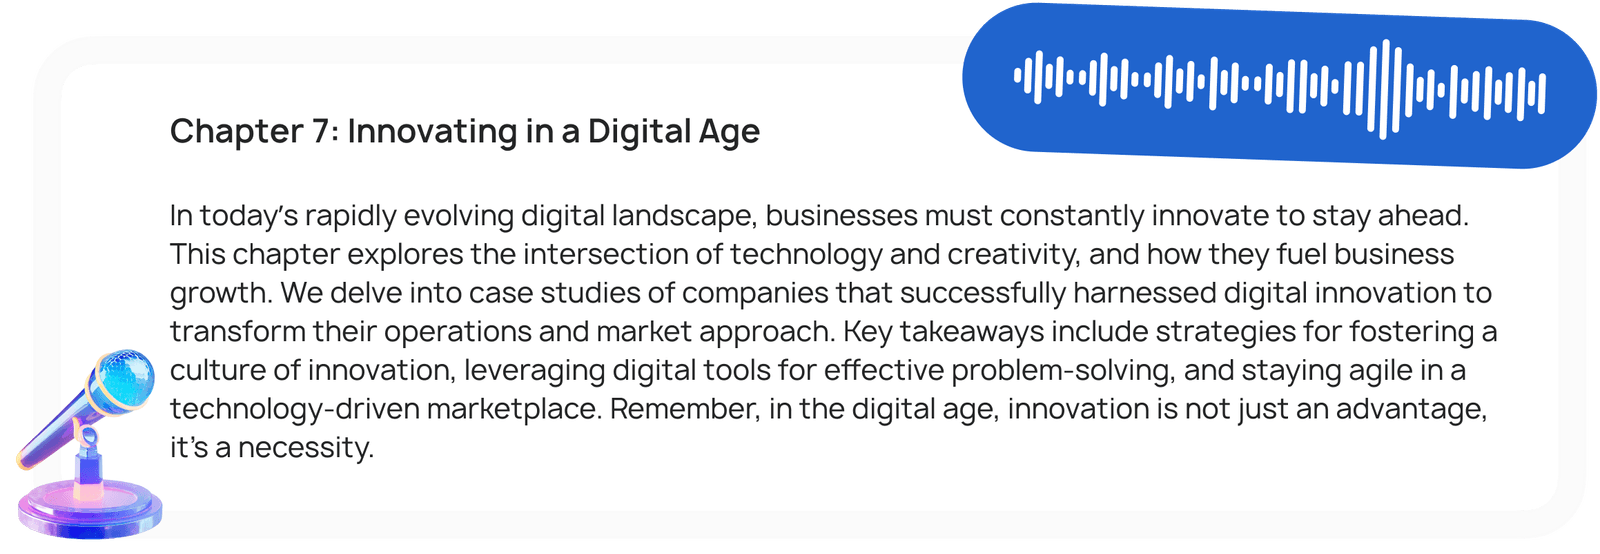 Chapter 7: Innovating in a Digital Age
In today's rapidly evolving digital landscape, businesses must constantly innovate to stay ahead.
This chapter explores the intersection of technology and creativity, and how they fuel business
growth. We delve into case studies of companies that successfully harnessed digital innovation to
transform their operations and market approach. Key takeaways include strategies for fostering a
culture of innovation, leveraging digital tools for effective problem-solving, and staying agile in a
technology-driven marketplace. Remember, in the digital age, innovation is not just an advantage,
it’s a necessity.